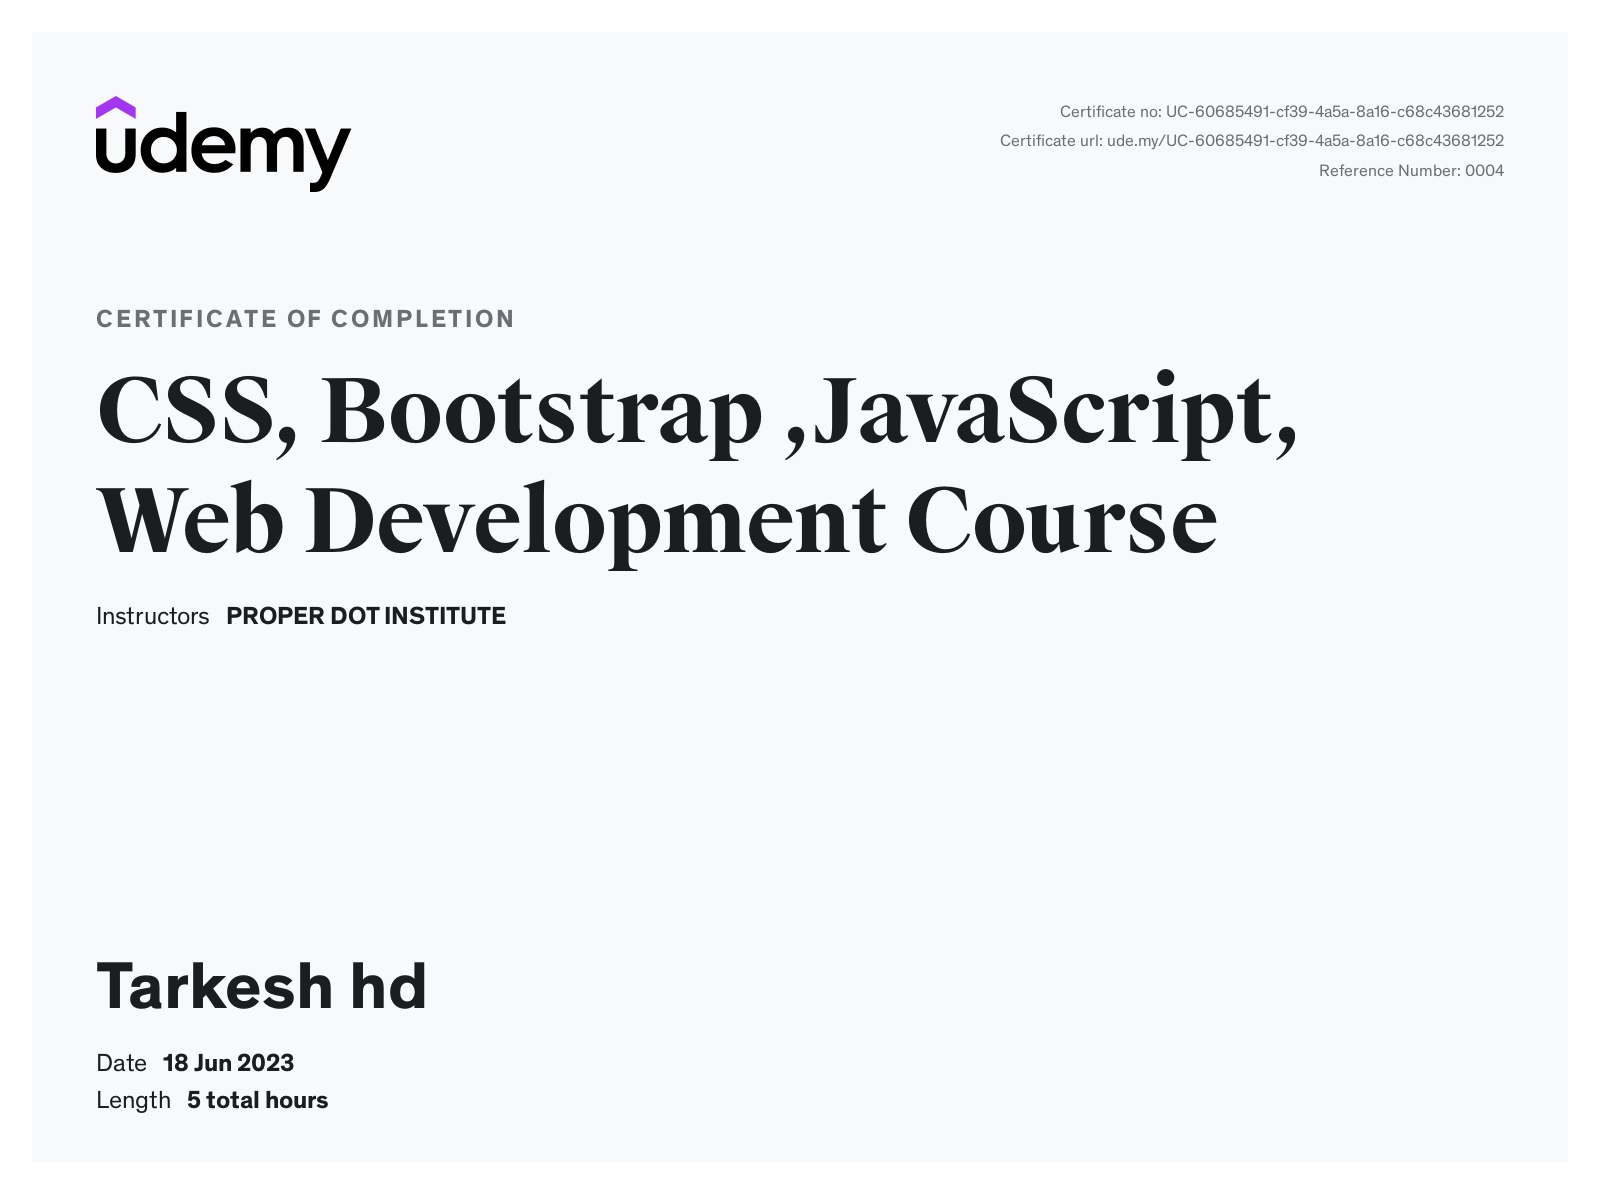 udemy
Certificate no: UC-60685491-cf39-4a5a-8a16-c68c43681252
Certificate url: ude.my/UC-60685491-cf39-4a5a-8a16-c68c43681252
Reference Number: 0004
CERTIFICATE OF COMPLETION
CSS, Bootstrap ,JavaScript,
Web Development Course
Instructors PROPER DOT INSTITUTE
Tarkesh hd
Date 18 Jun 2023
Length 5 total hours